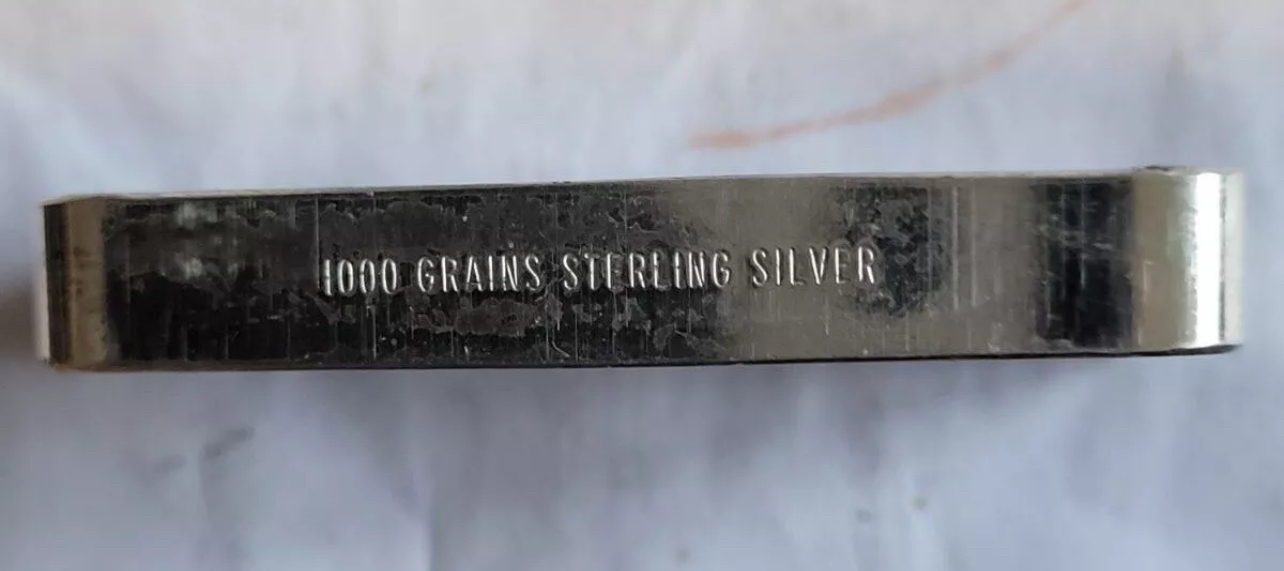 1000 GRAINS STERLING SILVER